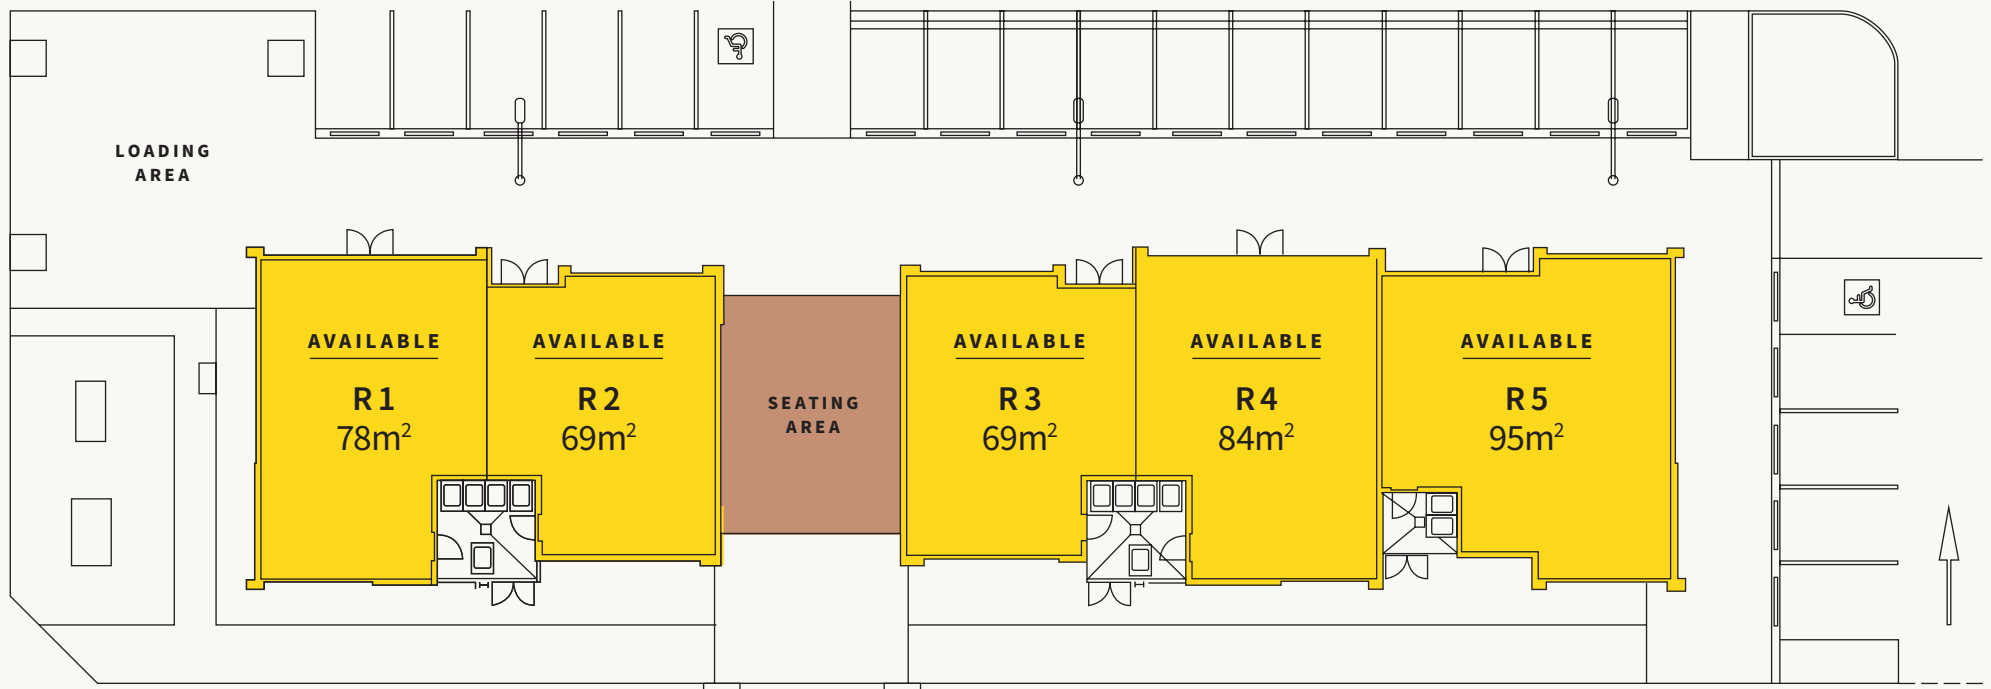 LOADING
AREA
AVAILABLE
R1
78m²
AVAILABLE
R2
69m²
SEATING
AREA
AVAILABLE
R3
69m²
AVAILABLE
R4
84m²
AVAILABLE
R5
95m²